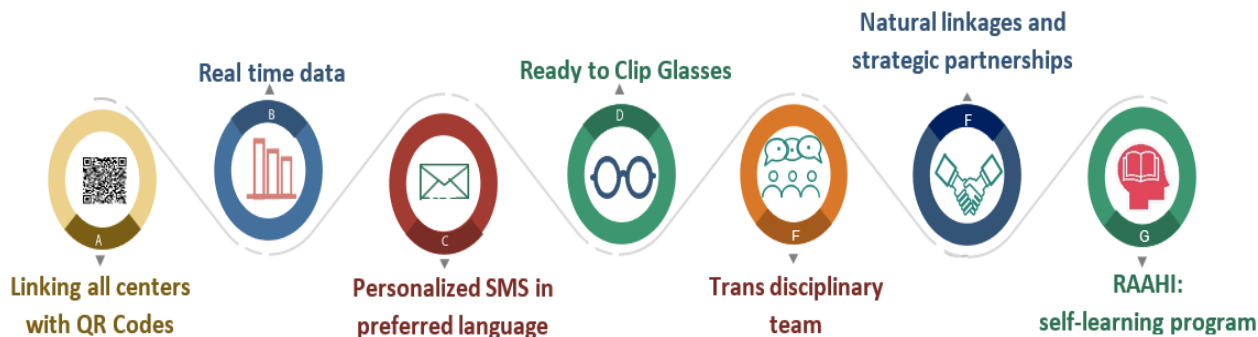 A
Linking all centers
with QR Codes
Real time data
B
C
Personalized SMS in
preferred language
Ready to Clip Glasses
D
F
Trans disciplinary
team
Natural linkages and
strategic partnerships
F
G
RAAHI:
self-learning program